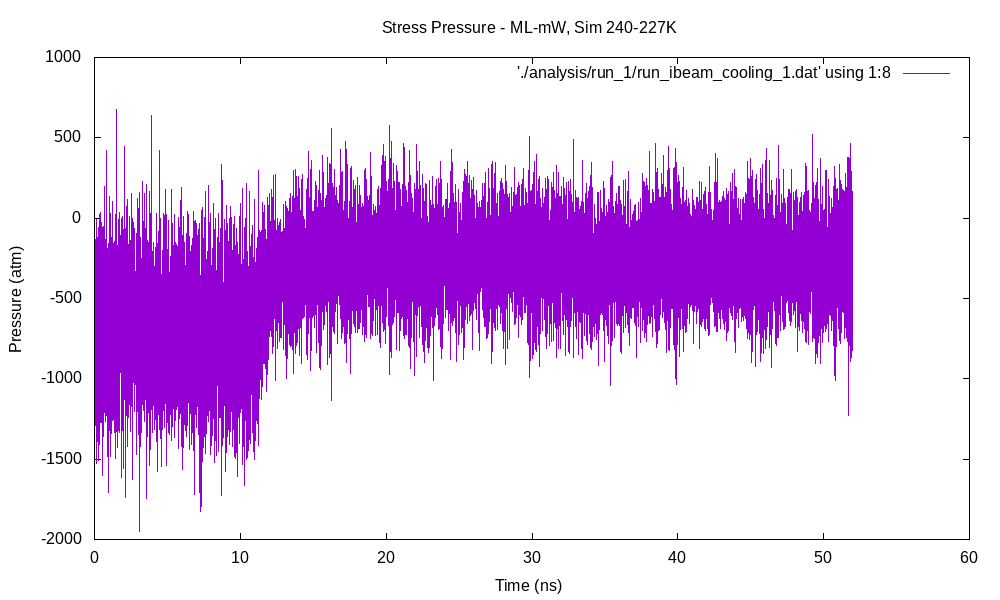 Stress Pressure - ML-mW, Sim 240-227K
'./analysis/run_1/run_ibeam_cooling_1.dat' using 1:8
Pressure (atm)
1000
500
0
-500
-1000
-1500
-2000
0 10 20 30 40 50 60
Time (ns)